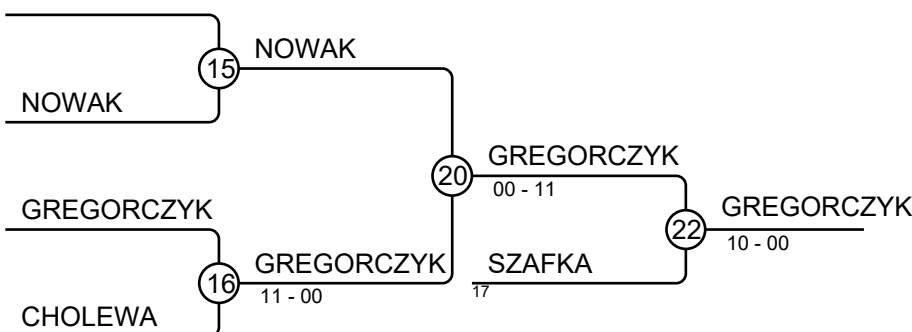 NOWAK
15
NOWAK
GREGORCZYK
20
00 - 11
GREGORCZYK
GREGORCZYK
22
10 - 00
GREGORCZYK
16
11 - 00
SZAFKA
17
CHOLEWA